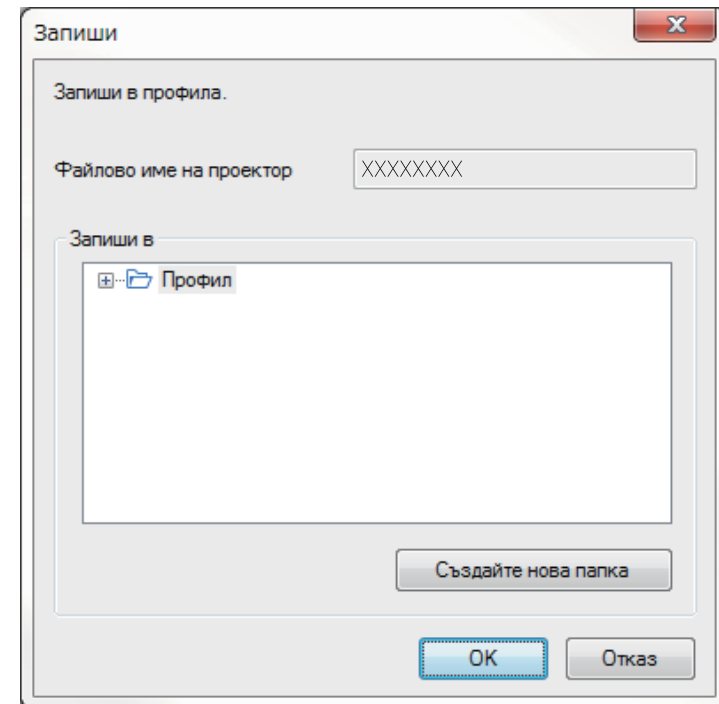 Запиши
Запиши в профила.
Файлово име на проектор XXXXXXXX
Запиши в
Профил
Създайте нова папка
OK Отказ